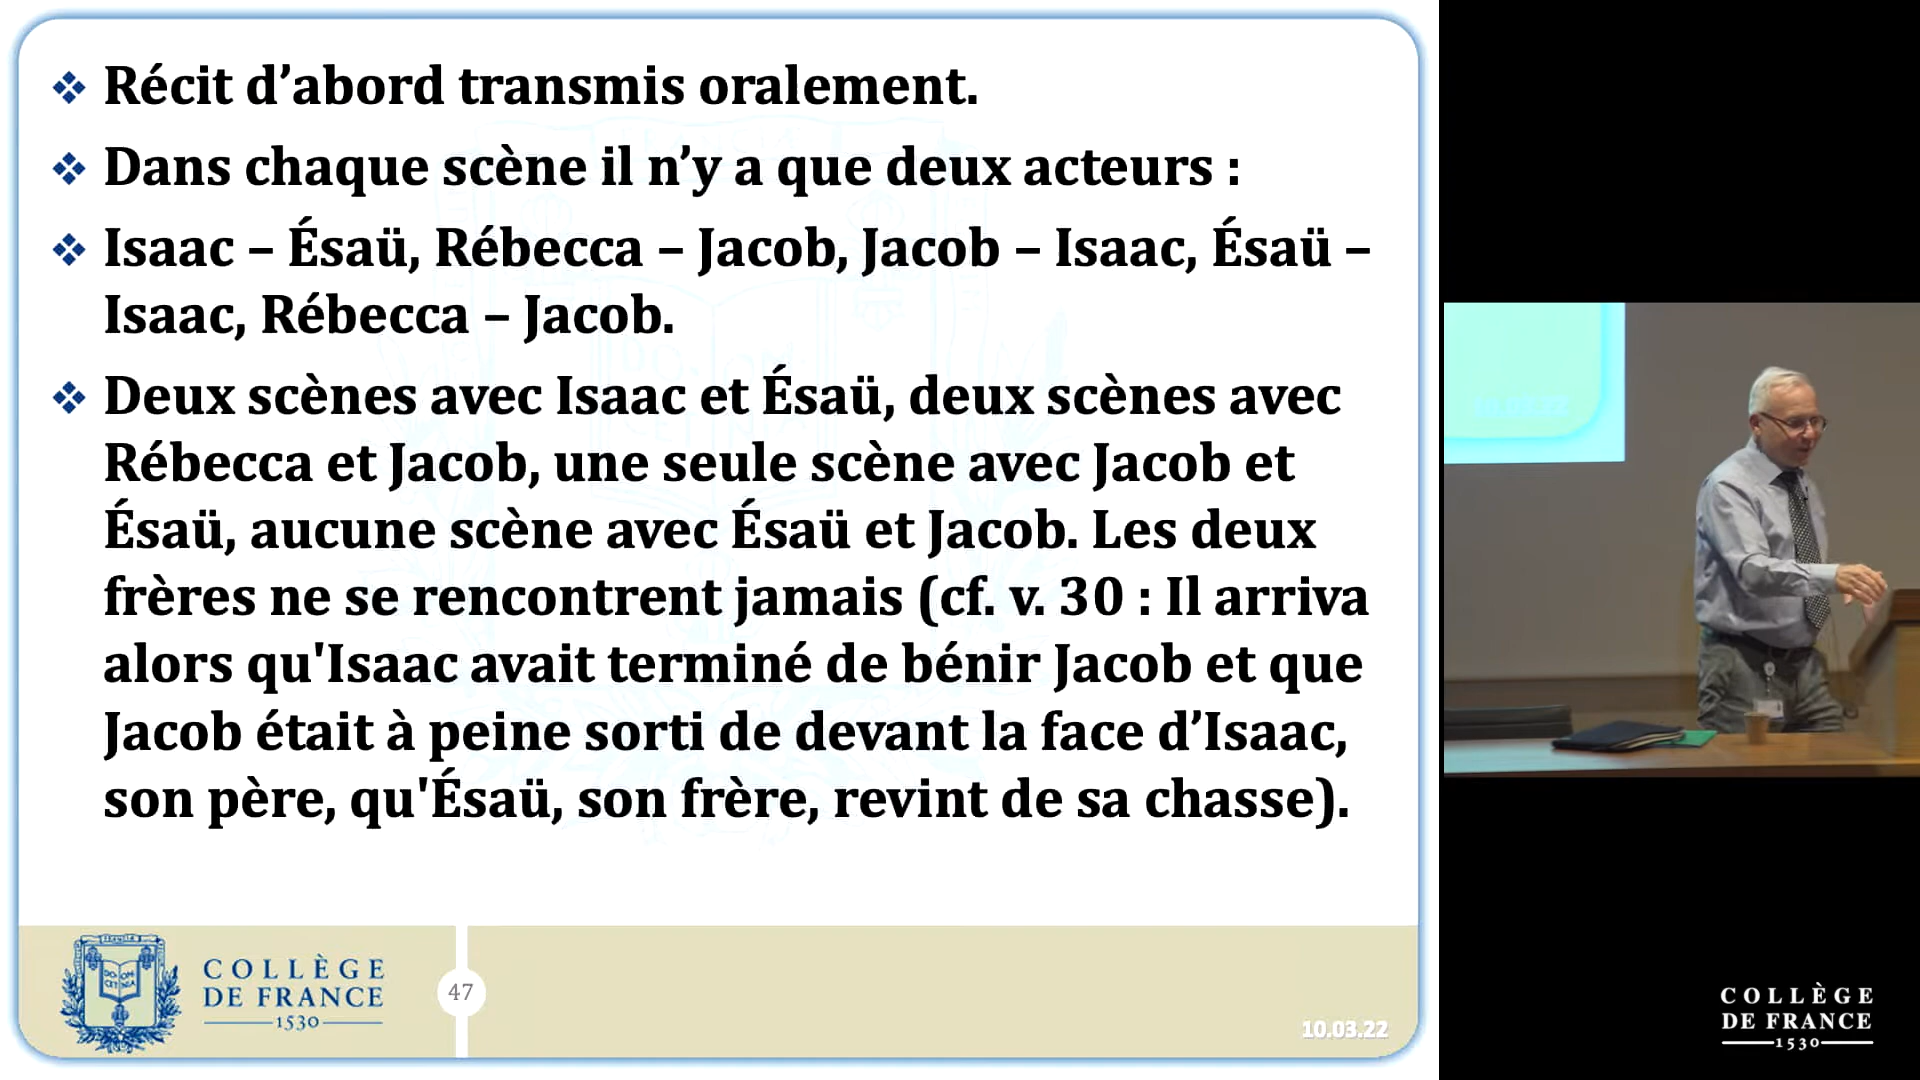 Récit d’abord transmis oralement.
Dans chaque scène il n’y a que deux acteurs :
Isaac – Ésaü, Rébecca – Jacob, Jacob – Isaac, Ésaü –
Isaac, Rébecca – Jacob.
Deux scènes avec Isaac et Ésaü, deux scènes avec
Rébecca et Jacob, une seule scène avec Jacob et
Ésaü, aucune scène avec Ésaü et Jacob. Les deux
frères ne se rencontrent jamais (cf. v. 30 : Il arriva
alors qu'Isaac avait terminé de bénir Jacob et que
Jacob était à peine sorti de devant la face d’Isaac,
son père, qu'Ésaü, son frère, revint de sa chasse).
COLLÈGE
DE FRANCE
1530
47
10.03.22
COLLÈGE
DE FRANCE
1530